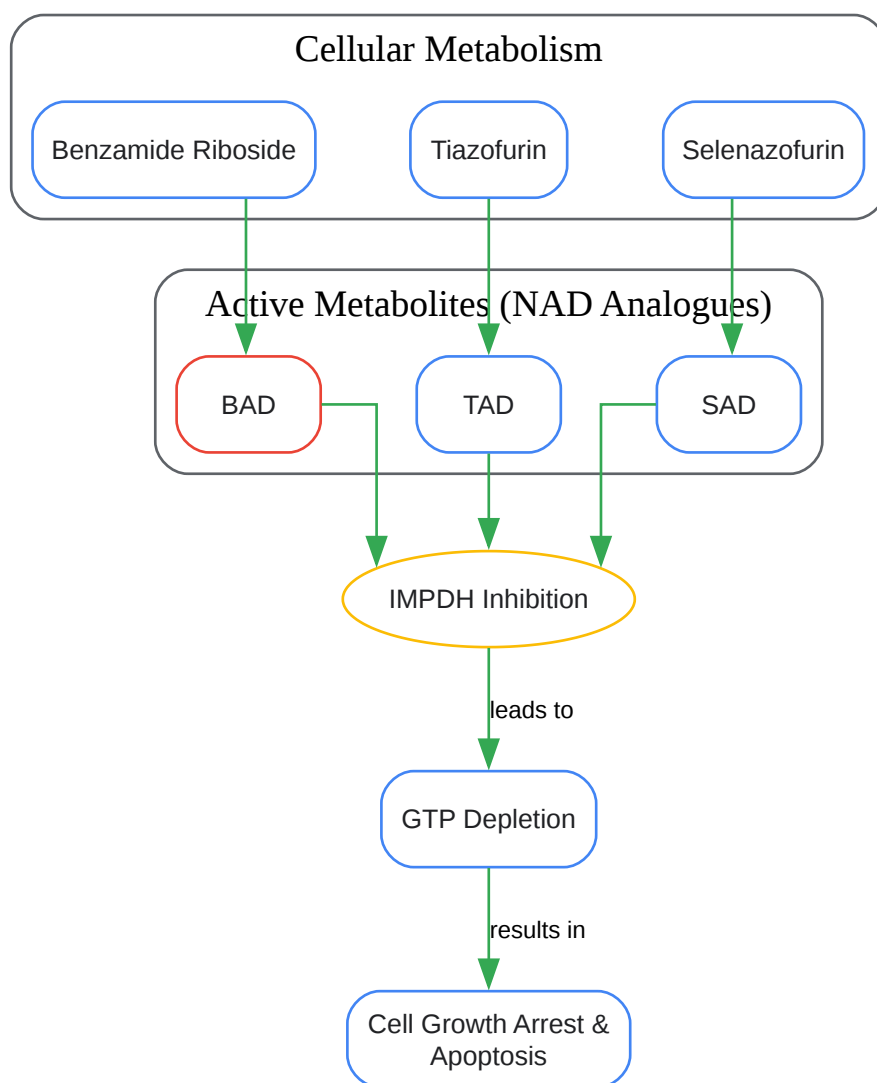 Cellular Metabolism
Benzamide Riboside
Tiazofurin
Selenazofurin
Active Metabolites (NAD Analogues)
BAD
TAD
SAD
IMPDH Inhibition
leads to
GTP Depletion
results in
Cell Growth Arrest &
Apoptosis